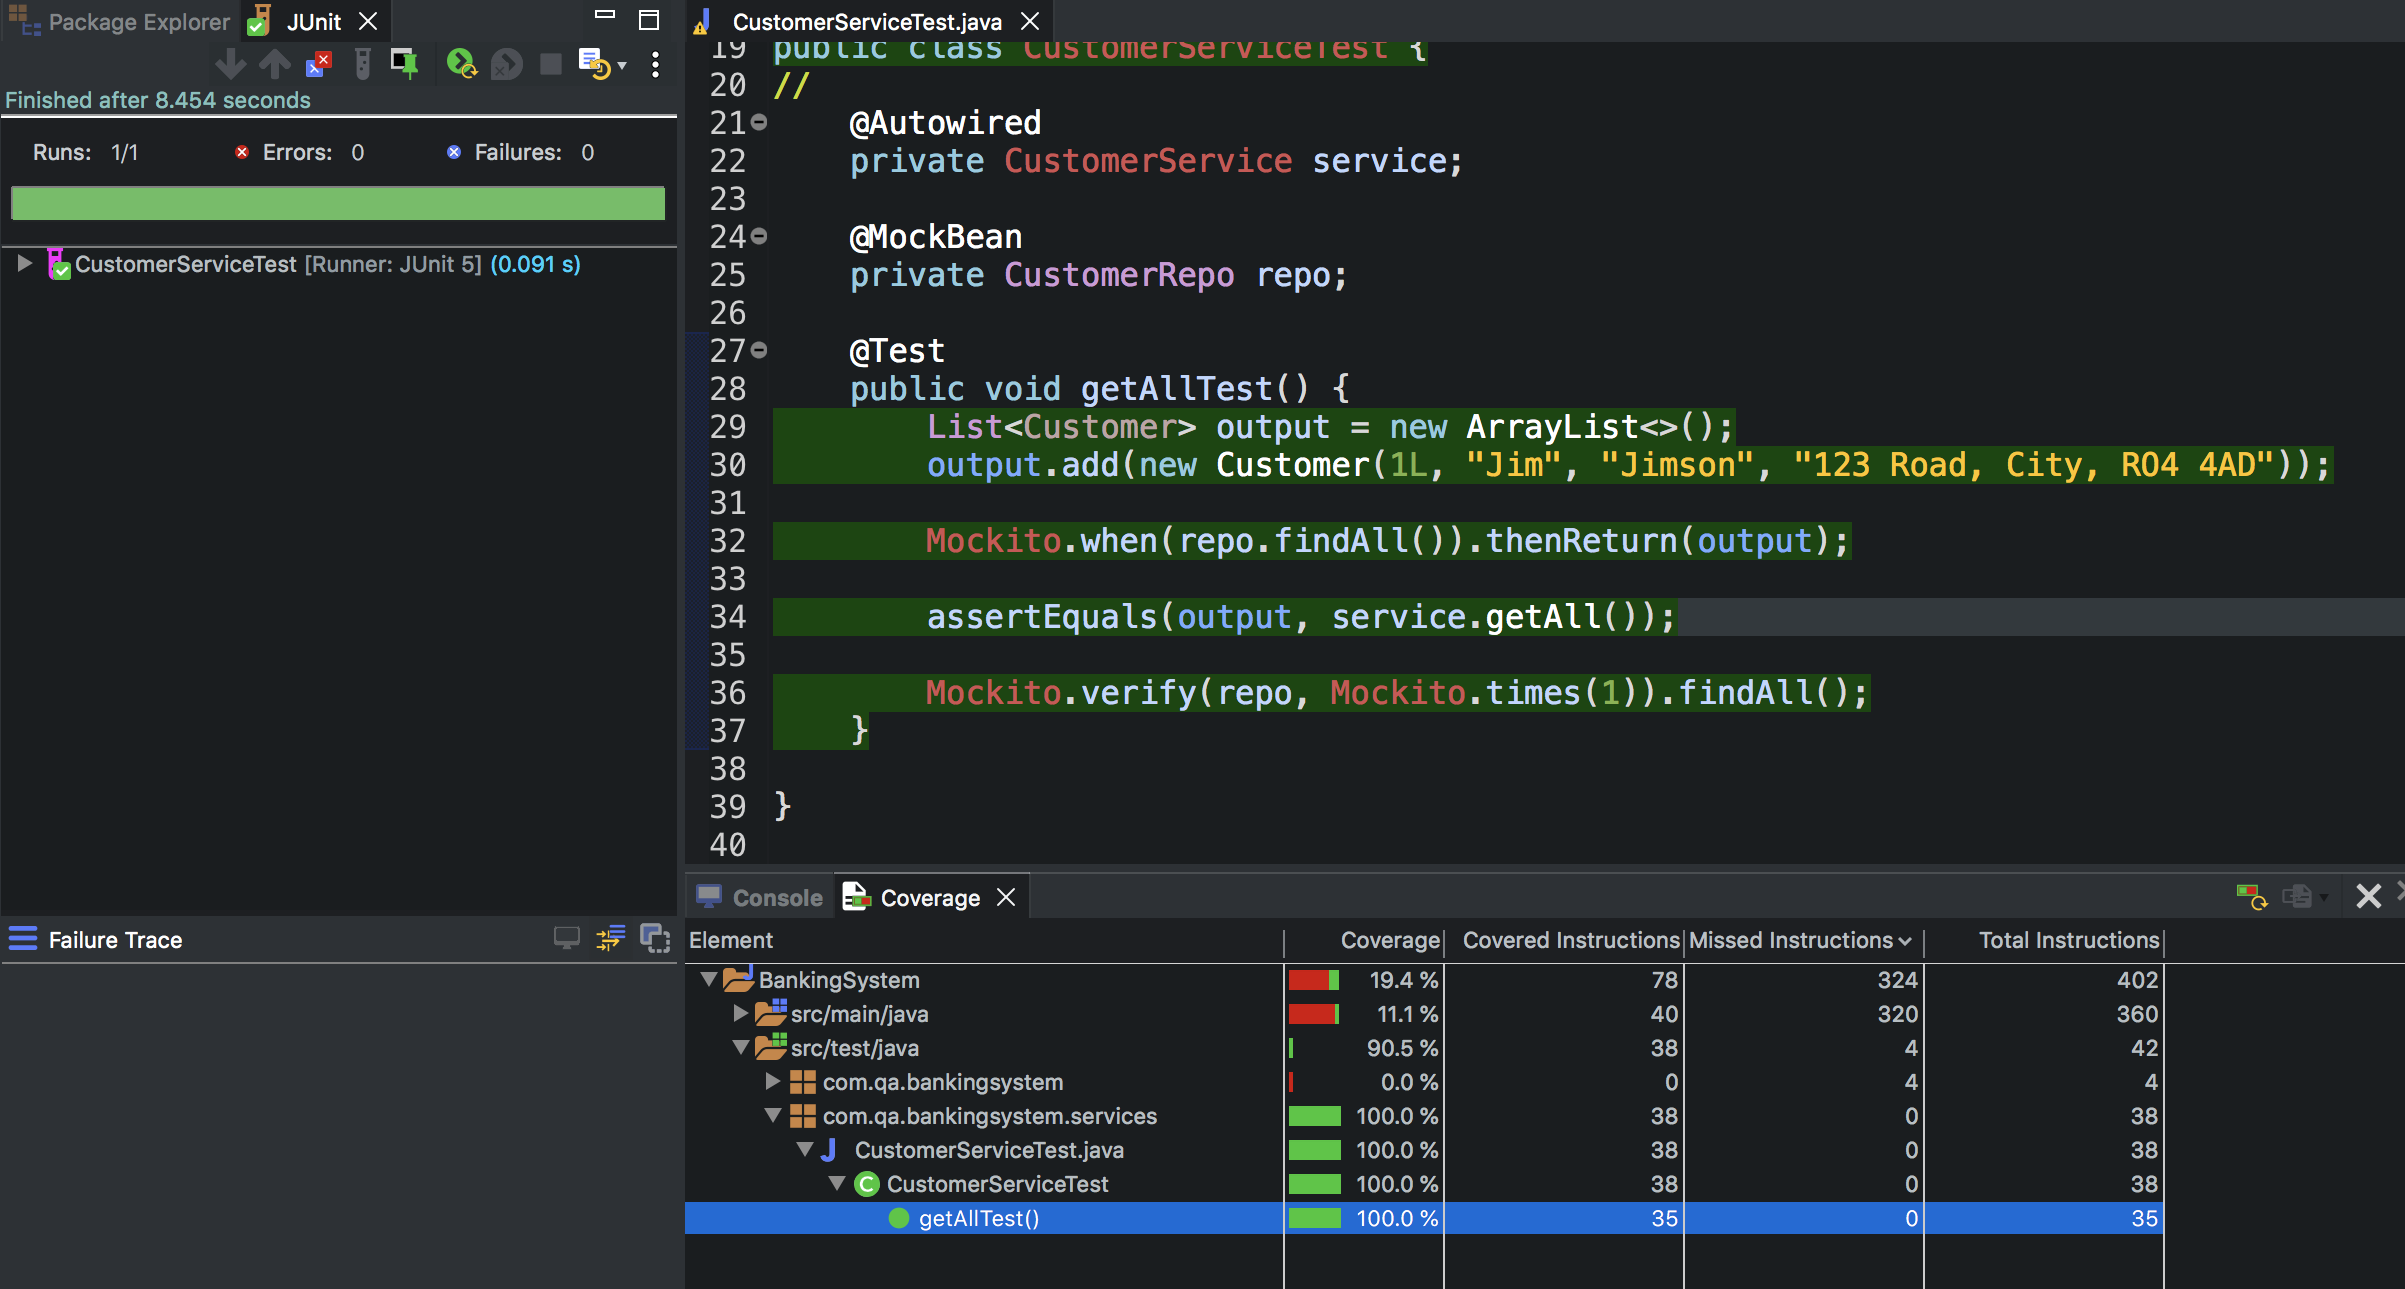 Package Explorer
JUnit
Finished after 8.454 seconds
Runs: 1/1
Errors: 0
Failures: 0
CustomerServiceTest [Runner: JUnit 5] (0.091 s)
Failure Trace
CustomerServiceTest.java
19 public class CustomerServiceTest {
20 //
21 @Autowired
22 private CustomerService service;
23
24 @MockBean
25 private CustomerRepo repo;
26
27 @Test
28 public void getAllTest() {
29 List<Customer> output = new ArrayList<>();
30 output.add(new Customer(1L, "Jim", "Jimson", "123 Road, City, RO4 4AD"));
31
32 Mockito.when(repo.findAll()).thenReturn(output);
33
34 assertEquals(output, service.getAll());
35
36 Mockito.verify(repo, Mockito.times(1)).findAll();
37 }
38
39 }
40
Console
Coverage
Element Coverage Covered Instructions Missed Instructions Total Instructions
BankingSystem 19.4 % 78 324 402
src/main/java 11.1 % 40 320 360
src/test/java 90.5 % 38 4 42
com.qa.bankingsystem 0.0 % 0 4 4
com.qa.bankingsystem.services 100.0 % 38 0 38
CustomerServiceTest.java 100.0 % 38 0 38
CustomerServiceTest 100.0 % 38 0 38
getAllTest() 100.0 % 35 0 35